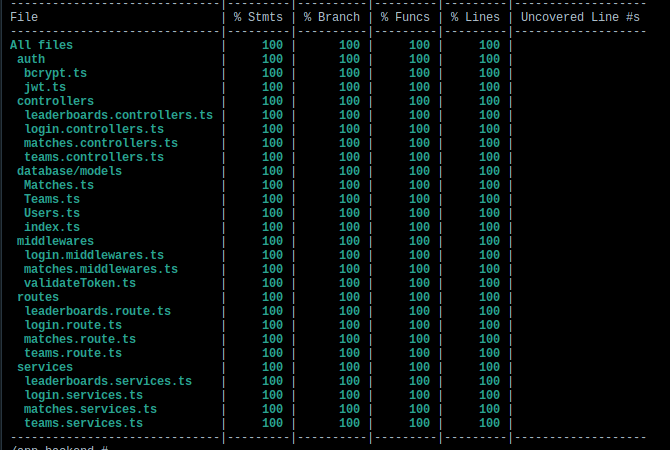 -----------------------------|---------|----------|---------|---------|-------------------
File                         | % Stmts | % Branch | % Funcs | % Lines | Uncovered Line #s
-----------------------------|---------|----------|---------|---------|-------------------
All files                    |     100 |      100 |     100 |     100 |
 auth                        |     100 |      100 |     100 |     100 |
  bcrypt.ts                  |     100 |      100 |     100 |     100 |
  jwt.ts                     |     100 |      100 |     100 |     100 |
 controllers                 |     100 |      100 |     100 |     100 |
  leaderboards.controllers.ts |     100 |      100 |     100 |     100 |
  login.controllers.ts       |     100 |      100 |     100 |     100 |
  matches.controllers.ts     |     100 |      100 |     100 |     100 |
  teams.controllers.ts       |     100 |      100 |     100 |     100 |
 database/models             |     100 |      100 |     100 |     100 |
  Matches.ts                 |     100 |      100 |     100 |     100 |
  Teams.ts                   |     100 |      100 |     100 |     100 |
  Users.ts                   |     100 |      100 |     100 |     100 |
  index.ts                   |     100 |      100 |     100 |     100 |
 middlewares                 |     100 |      100 |     100 |     100 |
  login.middlewares.ts       |     100 |      100 |     100 |     100 |
  matches.middlewares.ts     |     100 |      100 |     100 |     100 |
  validateToken.ts           |     100 |      100 |     100 |     100 |
 routes                      |     100 |      100 |     100 |     100 |
  leaderboards.route.ts      |     100 |      100 |     100 |     100 |
  login.route.ts             |     100 |      100 |     100 |     100 |
  matches.route.ts           |     100 |      100 |     100 |     100 |
  teams.route.ts             |     100 |      100 |     100 |     100 |
 services                    |     100 |      100 |     100 |     100 |
  leaderboards.services.ts   |     100 |      100 |     100 |     100 |
  login.services.ts          |     100 |      100 |     100 |     100 |
  matches.services.ts        |     100 |      100 |     100 |     100 |
  teams.services.ts          |     100 |      100 |     100 |     100 |
-----------------------------|---------|----------|---------|---------|-------------------